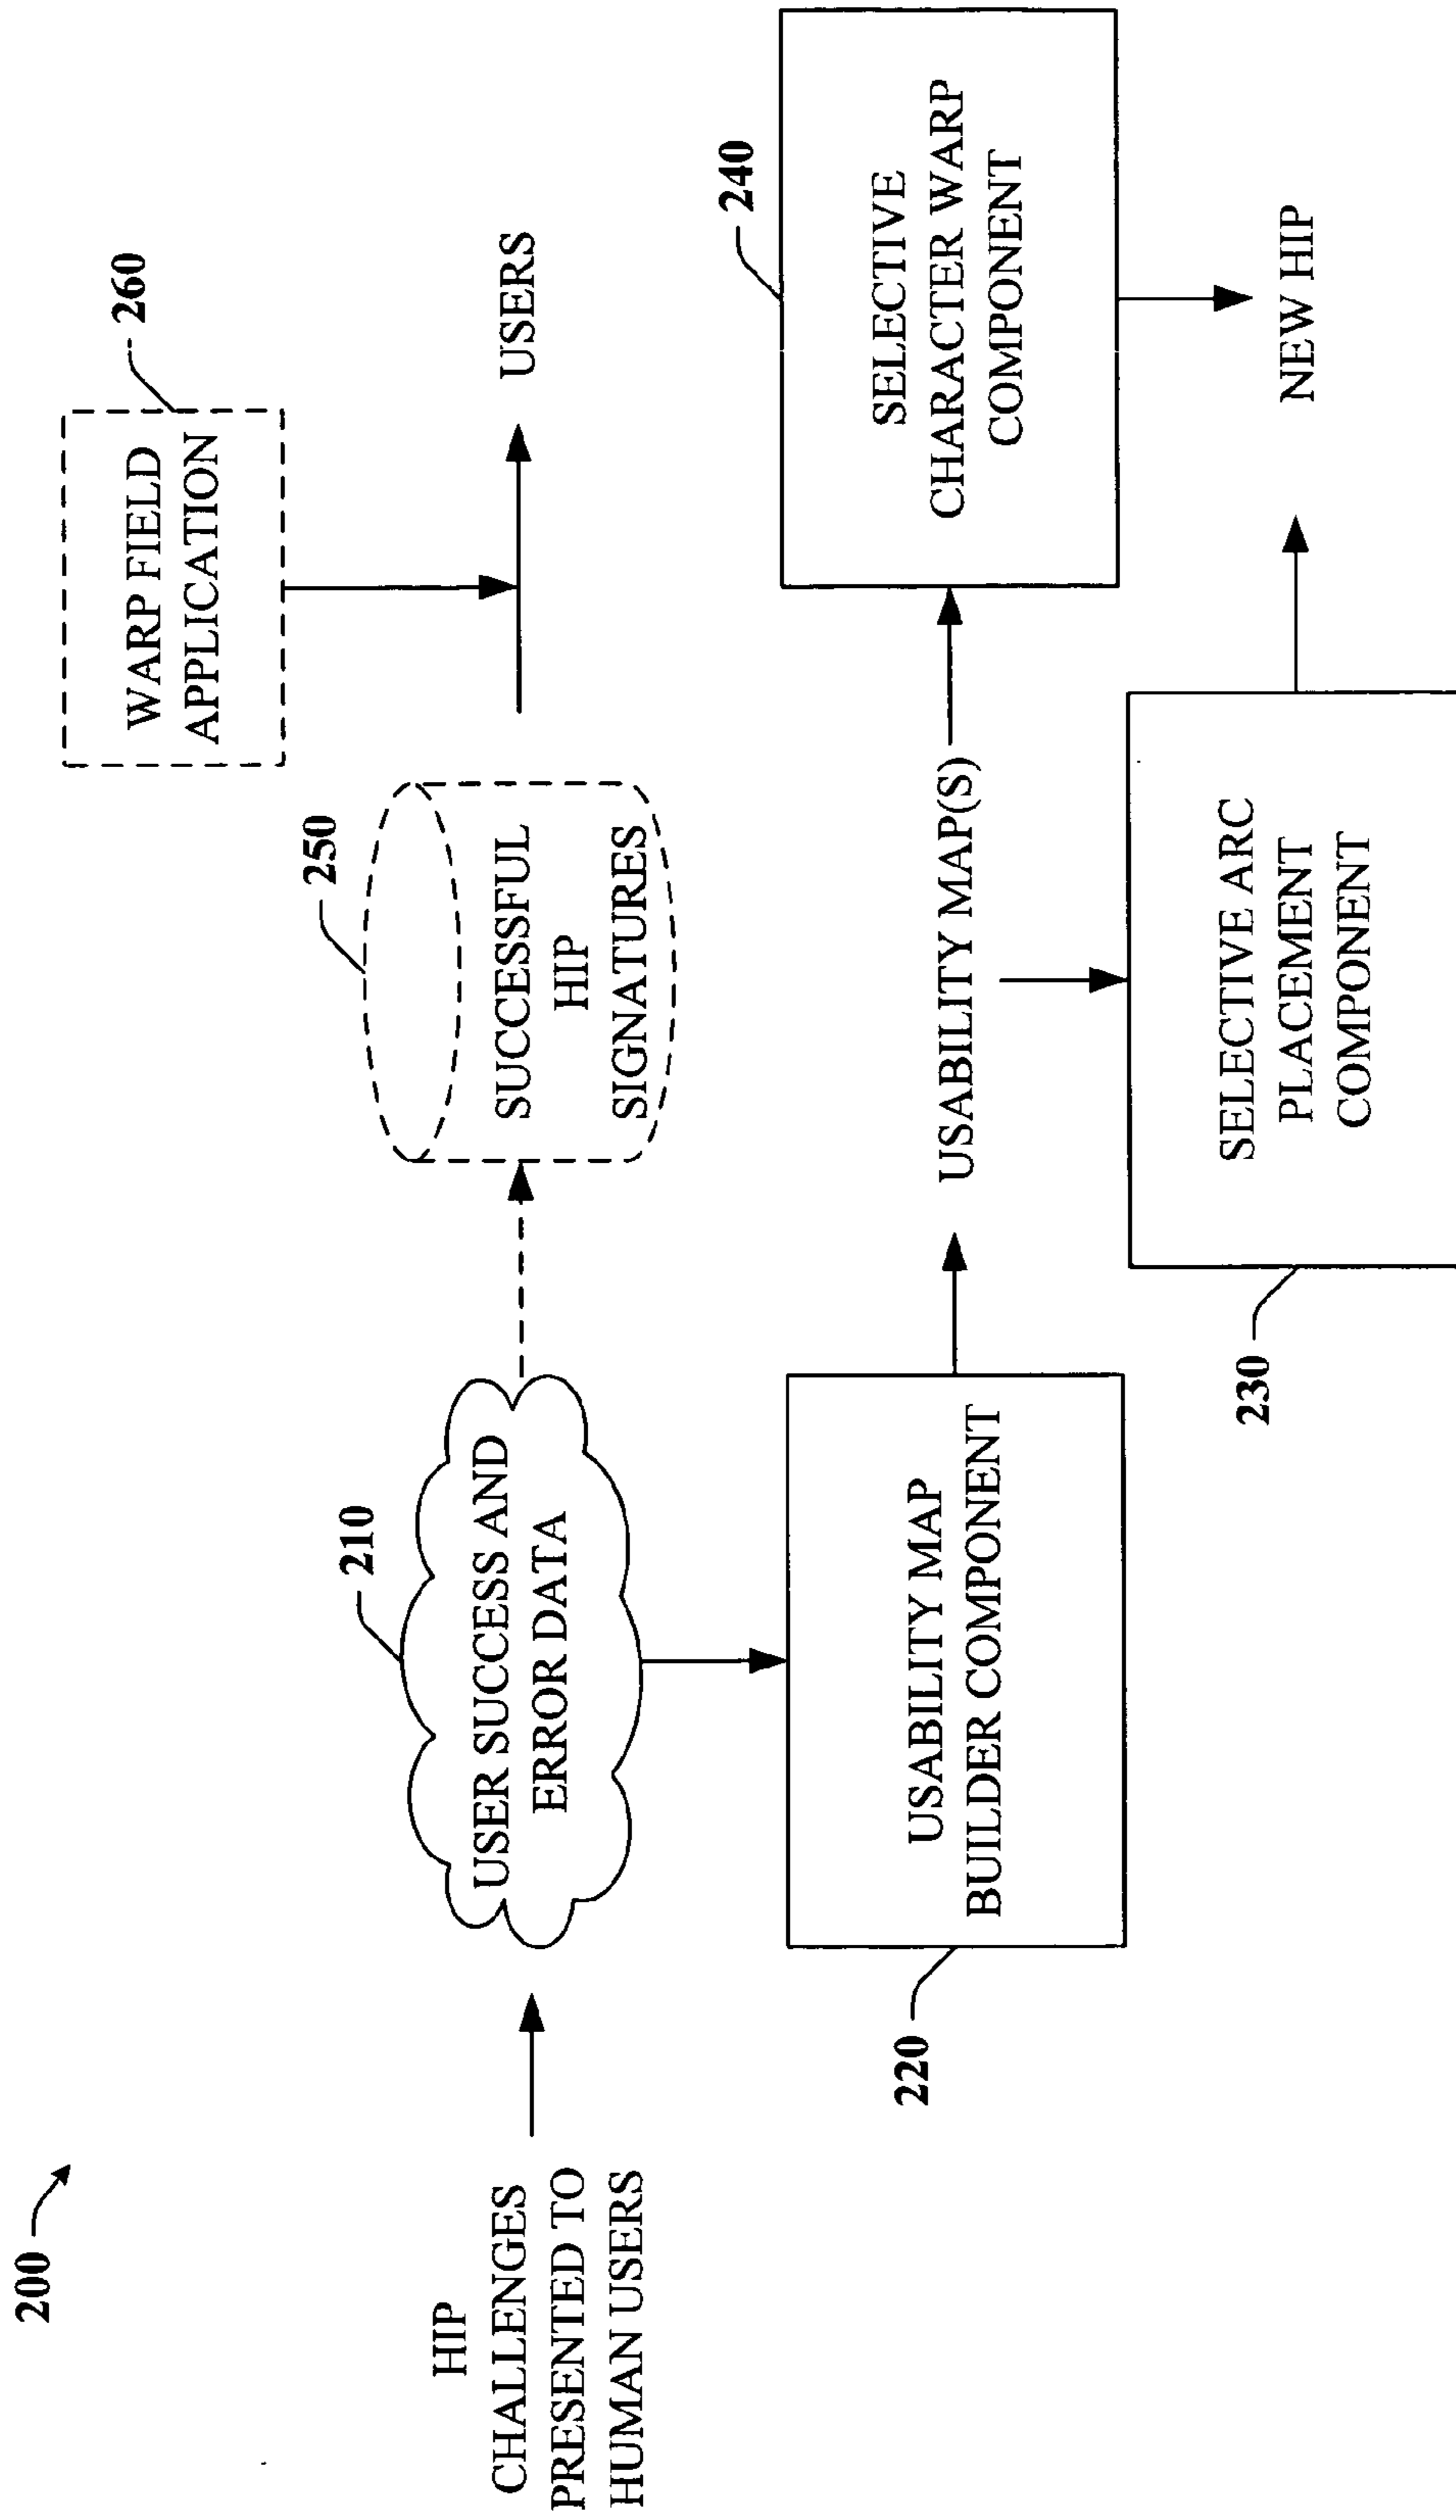 200
WARP FIELD
APPLICATION
260
250
210
HIP
CHALLENGES
PRESENTED TO
HUMAN USERS
USER SUCCESS AND
ERROR DATA
SUCCESSFUL
HIP
SIGNATURES
USERS
220
USABILITY MAP
BUILDER COMPONENT
USABILITY MAP(S)
240
SELECTIVE
CHARACTER WARP
COMPONENT
230
SELECTIVE ARC
PLACEMENT
COMPONENT
NEW HIP